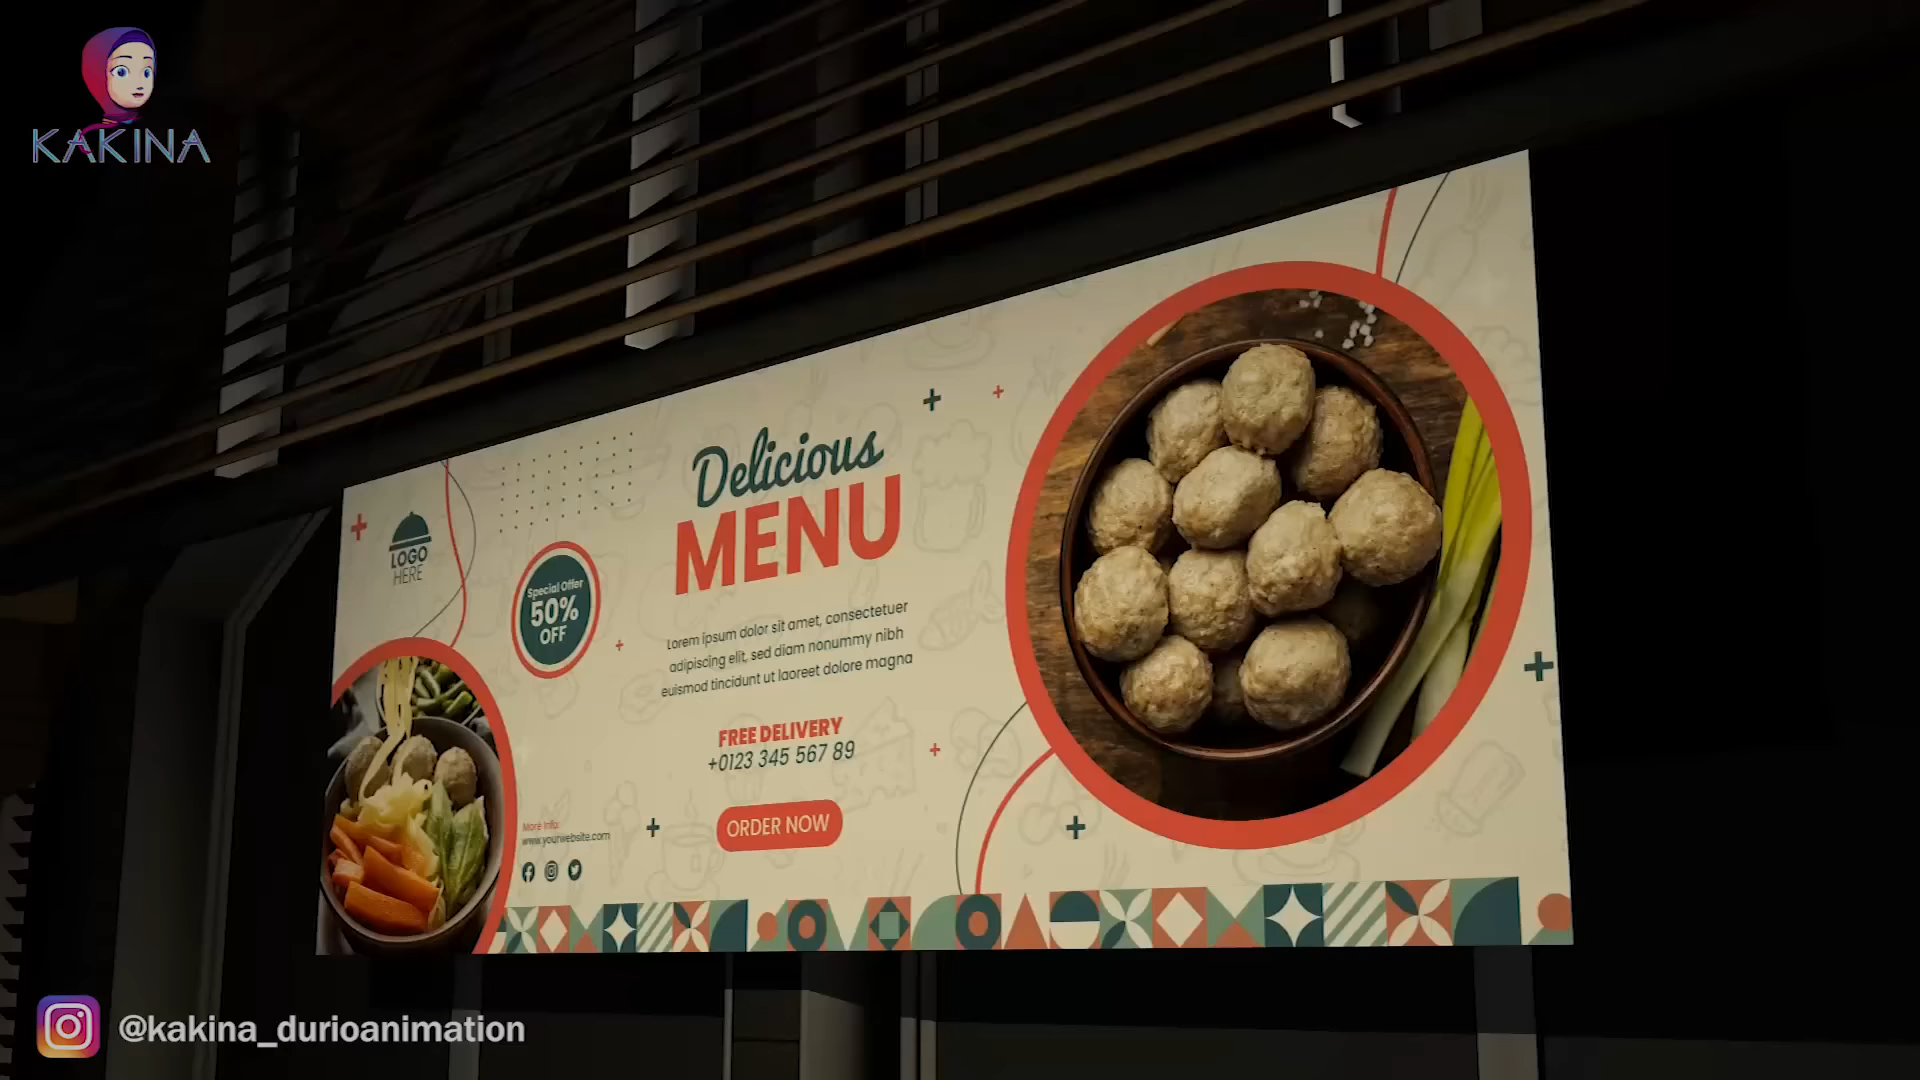 KAKINA
LOGO
HERE
Special Offer
50%
OFF
Delicious
MENU
Lorem ipsum dolor sit amet, consectetuer
adipiscing elit, sed diam nonummy nibh
euismod tincidunt ut laoreet dolore magna
FREE DELIVERY
+0123 345 567 89
ORDER NOW
More Info:
www.yourwebsite.com
@kakina_durioanimation